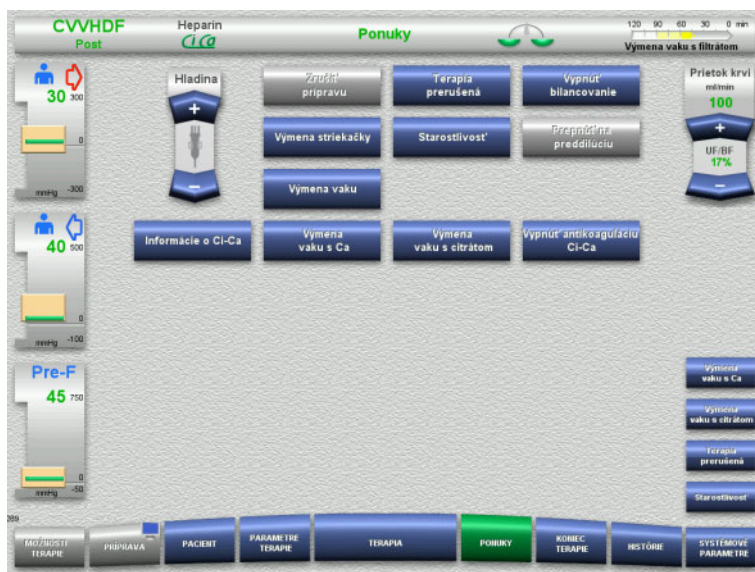 CVVHDF
Post
Heparin
CiCa
Ponuky
120 90 60 30 0 min
Výmena vaku s filtrátom
30 300
0
mmHg -300
40 500
0
mmHg -100
Pre-F
45 750
0
mmHg -50
Hladina
+
−
Zrušiť
prípravu
Terapia
prerušená
Vypnúť
bilancovanie
Výmena striekačky
Starostlivosť
Prepnúť na
preddilúciu
Výmena vaku
Informácie o Ci-Ca
Výmena
vaku s Ca
Výmena
vaku s citrátom
Vypnúť antikoaguláciu
Ci-Ca
Prietok krvi
ml/min
100
+
UF/BF
17%
−
Výmena
vaku s Ca
Výmena
vaku s citrátom
Terapia
prerušená
Starostlivosť
MOŽNOSTI
TERAPIE
PRÍPRAVA
PACIENT
PARAMETRE
TERAPIE
TERAPIA
PONUKY
KONIEC
TERAPIE
HISTÓRIE
SYSTÉMOVÉ
PARAMETRE